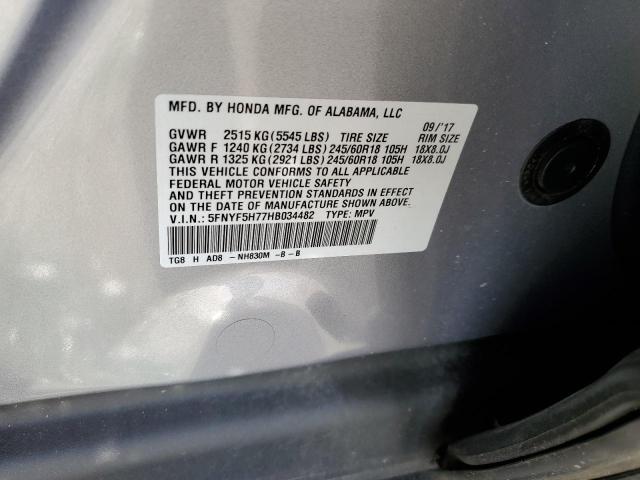 MFD. BY HONDA MFG. OF ALABAMA, LLC
09/'17
GVWR 2515 KG (5545 LBS) TIRE SIZE RIM SIZE
GAWR F 1240 KG (2734 LBS) 245/60R18 105H 18X8.0J
GAWR R 1325 KG (2921 LBS) 245/60R18 105H 18X8.0J
THIS VEHICLE CONFORMS TO ALL APPLICABLE
FEDERAL MOTOR VEHICLE SAFETY
AND THEFT PREVENTION STANDARDS IN EFFECT
ON THE DATE OF MANUFACTURE SHOWN ABOVE.
V.I.N.: 5FNYF5H77HB034482 TYPE: MPV
TG8 H AD8 -NH830M -B-B